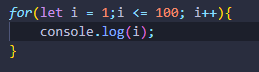 for(let i = 1;i <= 100; i++){
    console.log(i);
}